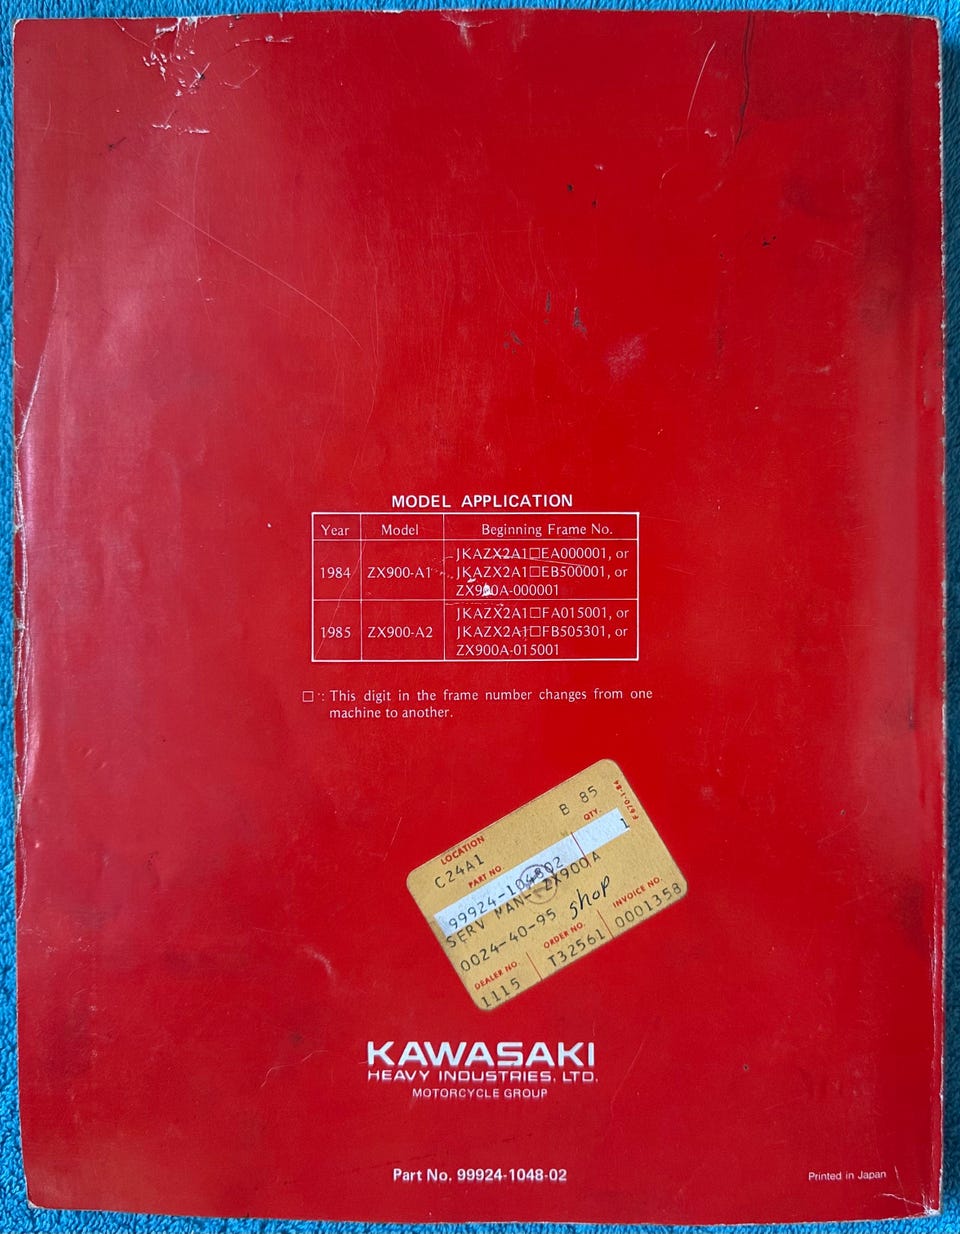 MODEL APPLICATION
Year Model Beginning Frame No.
1984 ZX900-A1 JKAZX2A1□EA000001, or
JKAZX2A1□EB500001, or
ZX900A-000001
1985 ZX900-A2 JKAZX2A1□FA015001, or
JKAZX2A1□FB505301, or
ZX900A-015001
□ : This digit in the frame number changes from one
machine to another.
B 85
F670-1-84
LOCATION
C24A1
PART NO. QTY.
99924-104802 1
SERV MAN- ZX900A
0024-40-95 shop
DEALER NO. ORDER NO. INVOICE NO.
1115 T32561 0001358
KAWASAKI
HEAVY INDUSTRIES, LTD.
MOTORCYCLE GROUP
Part No. 99924-1048-02
Printed in Japan